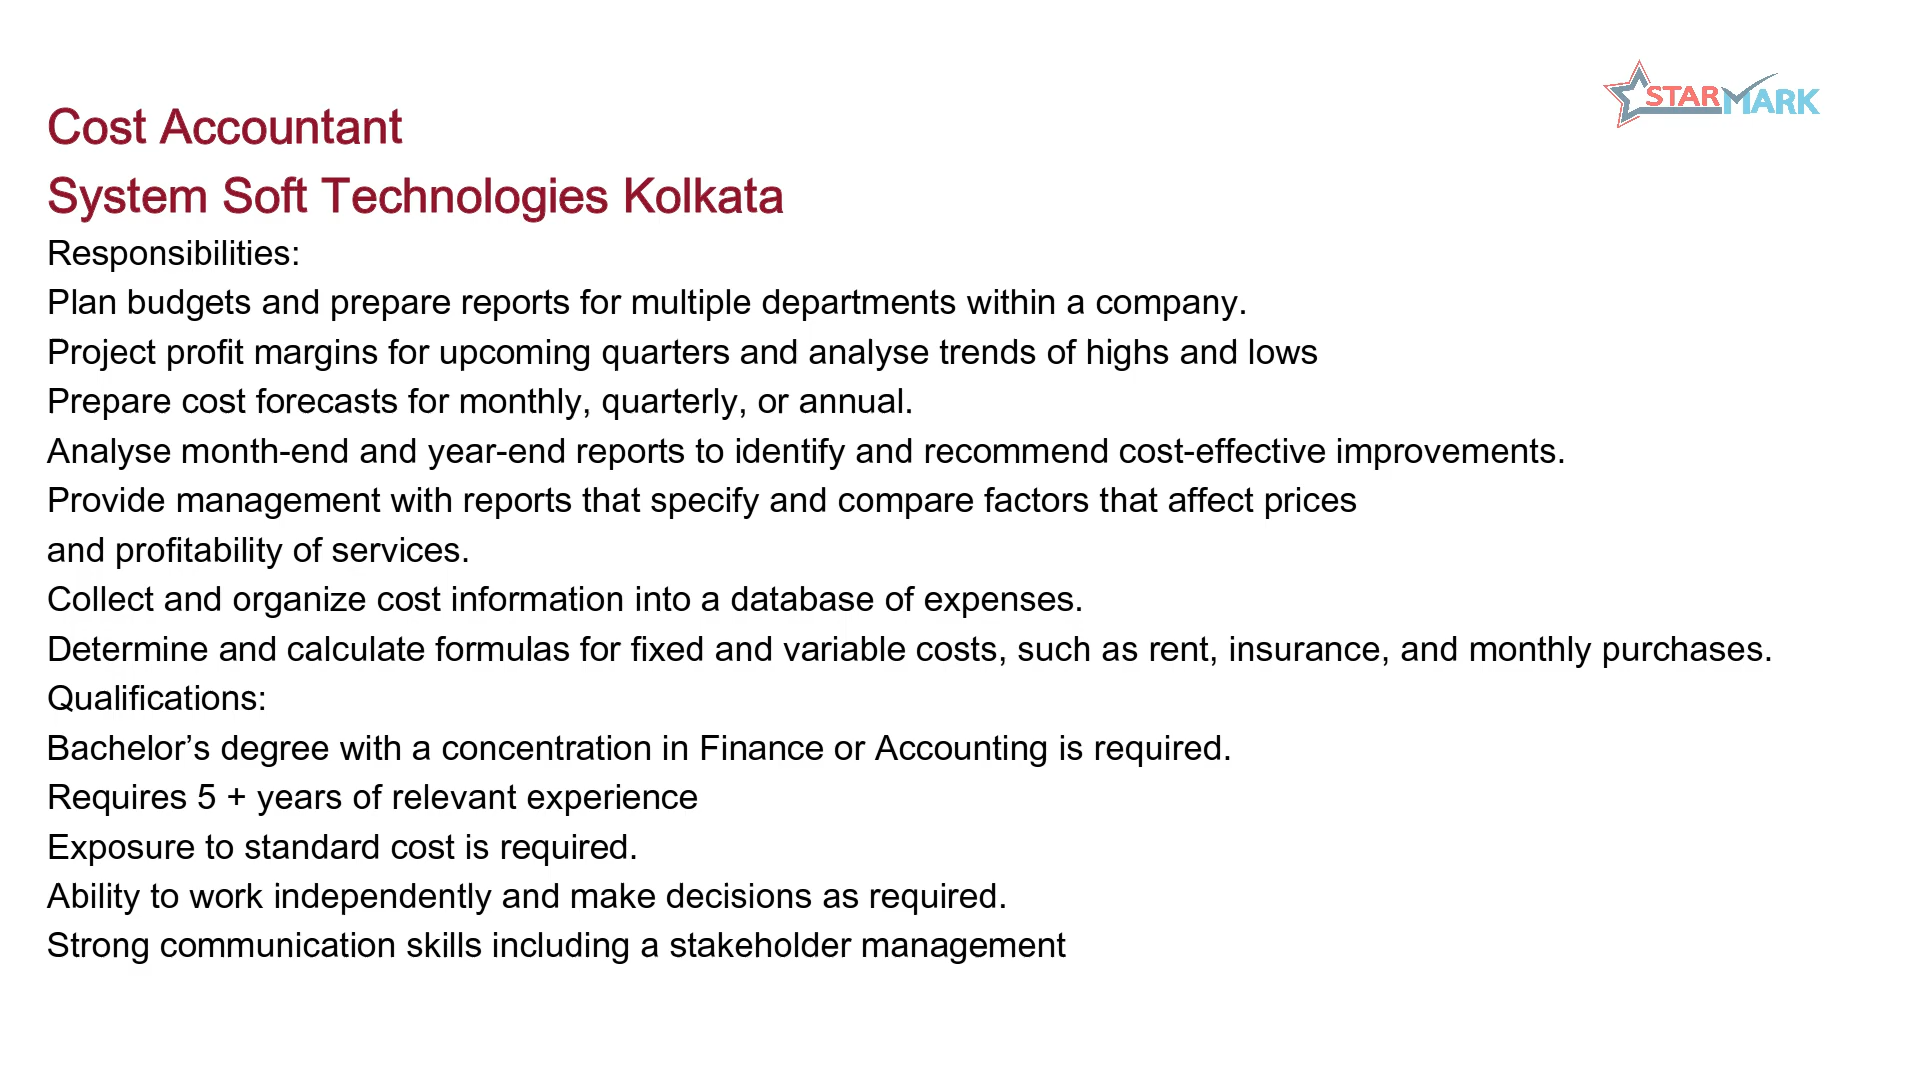 STARMARK
Cost Accountant
System Soft Technologies Kolkata
Responsibilities:
Plan budgets and prepare reports for multiple departments within a company.
Project profit margins for upcoming quarters and analyse trends of highs and lows
Prepare cost forecasts for monthly, quarterly, or annual.
Analyse month-end and year-end reports to identify and recommend cost-effective improvements.
Provide management with reports that specify and compare factors that affect prices
and profitability of services.
Collect and organize cost information into a database of expenses.
Determine and calculate formulas for fixed and variable costs, such as rent, insurance, and monthly purchases.
Qualifications:
Bachelor’s degree with a concentration in Finance or Accounting is required.
Requires 5 + years of relevant experience
Exposure to standard cost is required.
Ability to work independently and make decisions as required.
Strong communication skills including a stakeholder management